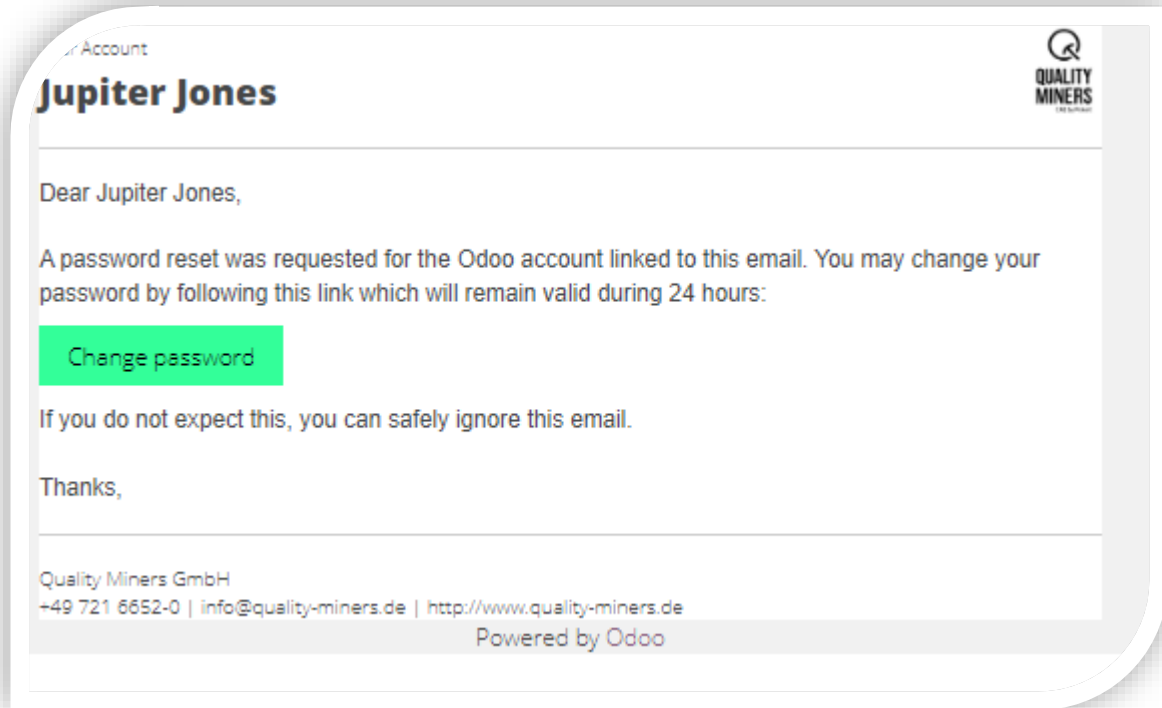 Account
Jupiter Jones
QUALITY
MINERS
Dear Jupiter Jones,
A password reset was requested for the Odoo account linked to this email. You may change your
password by following this link which will remain valid during 24 hours:
Change password
If you do not expect this, you can safely ignore this email.
Thanks,
Quality Miners GmbH
+49 721 6652-0 | info@quality-miners.de | http://www.quality-miners.de
Powered by Odoo